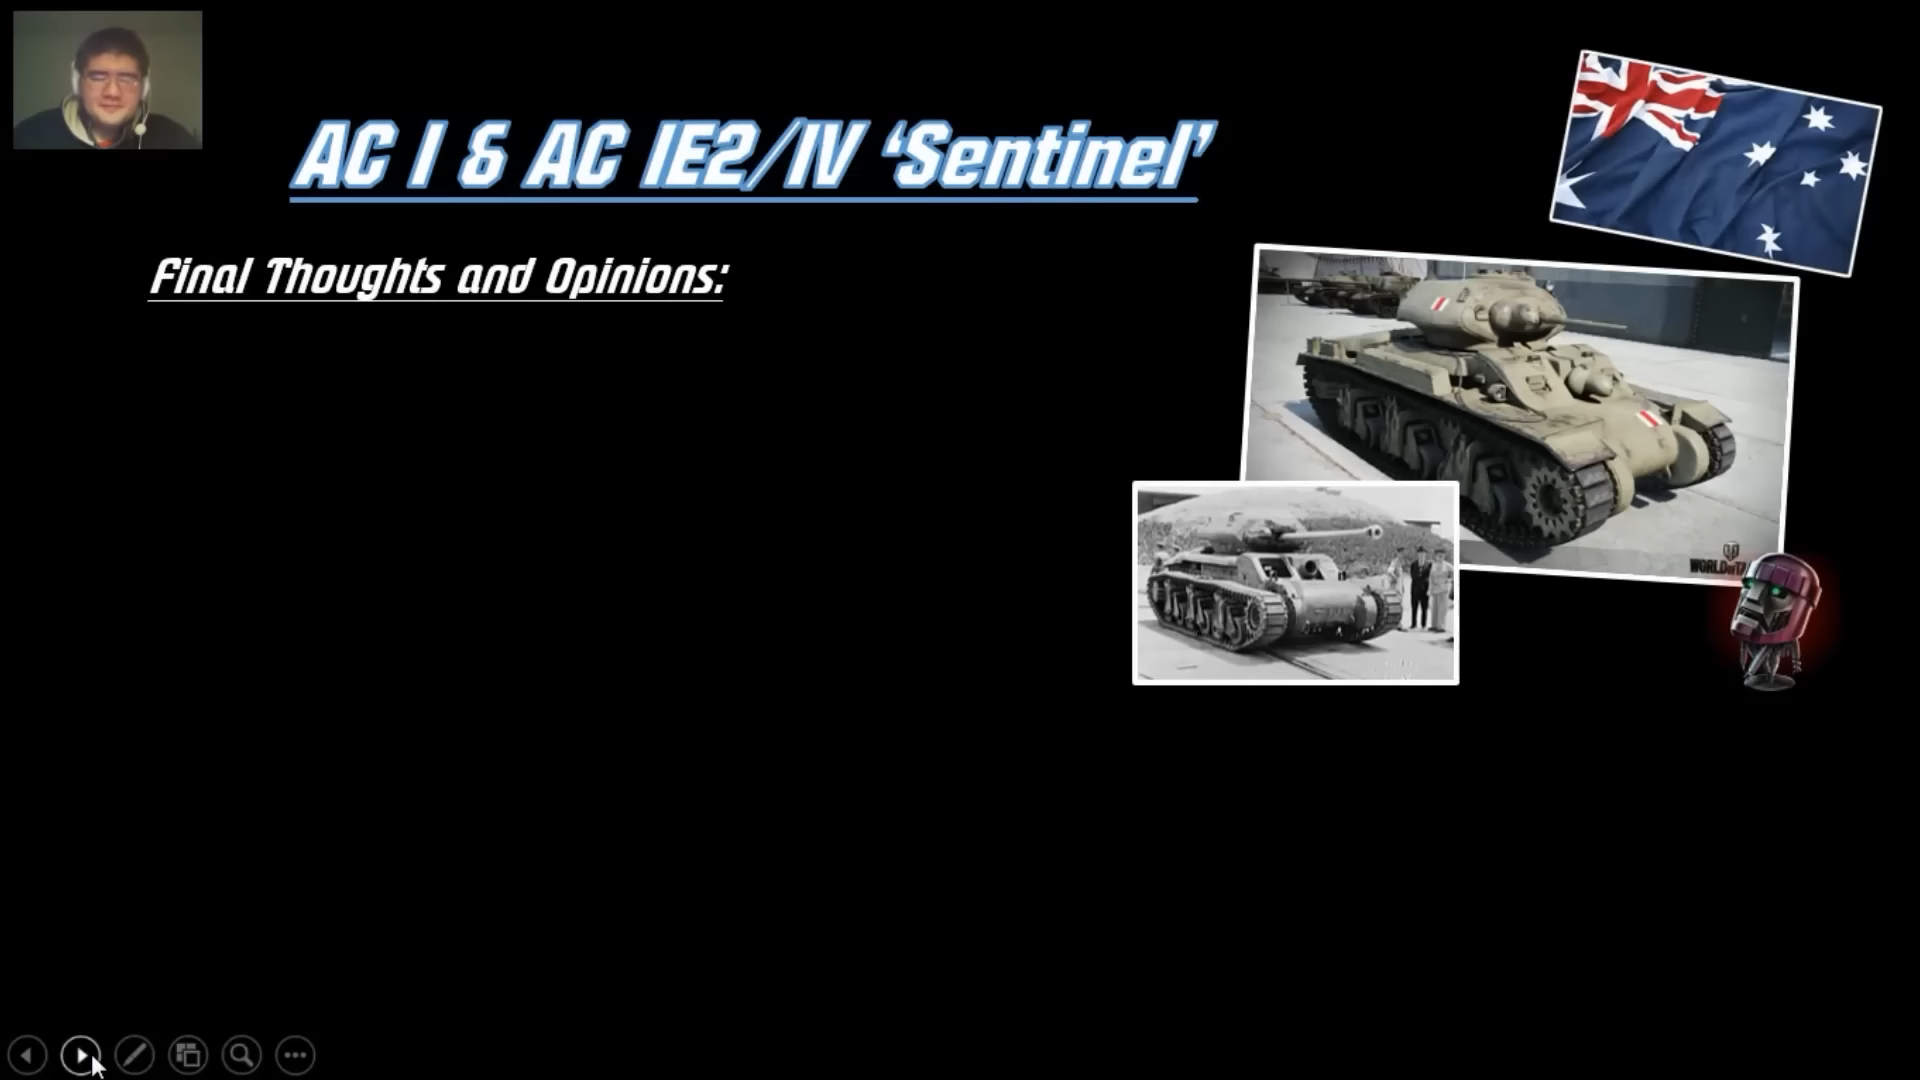 AC I & AC IE2/IV ‘Sentinel’
Final Thoughts and Opinions: